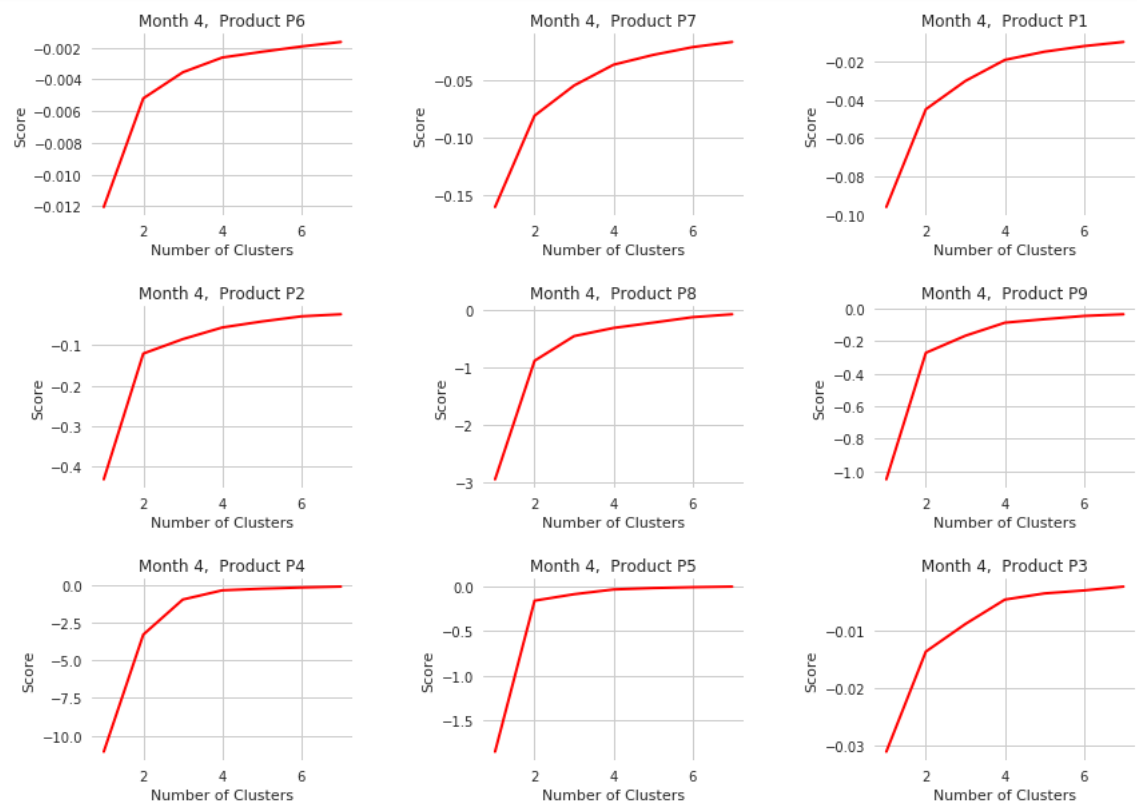 Month 4,  Product P6
Score
−0.002
−0.004
−0.006
−0.008
−0.010
−0.012
2 4 6
Number of Clusters
Month 4,  Product P7
Score
−0.05
−0.10
−0.15
2 4 6
Number of Clusters
Month 4,  Product P1
Score
−0.02
−0.04
−0.06
−0.08
−0.10
2 4 6
Number of Clusters
Month 4,  Product P2
Score
−0.1
−0.2
−0.3
−0.4
2 4 6
Number of Clusters
Month 4,  Product P8
Score
0
−1
−2
−3
2 4 6
Number of Clusters
Month 4,  Product P9
Score
0.0
−0.2
−0.4
−0.6
−0.8
−1.0
2 4 6
Number of Clusters
Month 4,  Product P4
Score
0.0
−2.5
−5.0
−7.5
−10.0
2 4 6
Number of Clusters
Month 4,  Product P5
Score
0.0
−0.5
−1.0
−1.5
2 4 6
Number of Clusters
Month 4,  Product P3
Score
−0.01
−0.02
−0.03
2 4 6
Number of Clusters